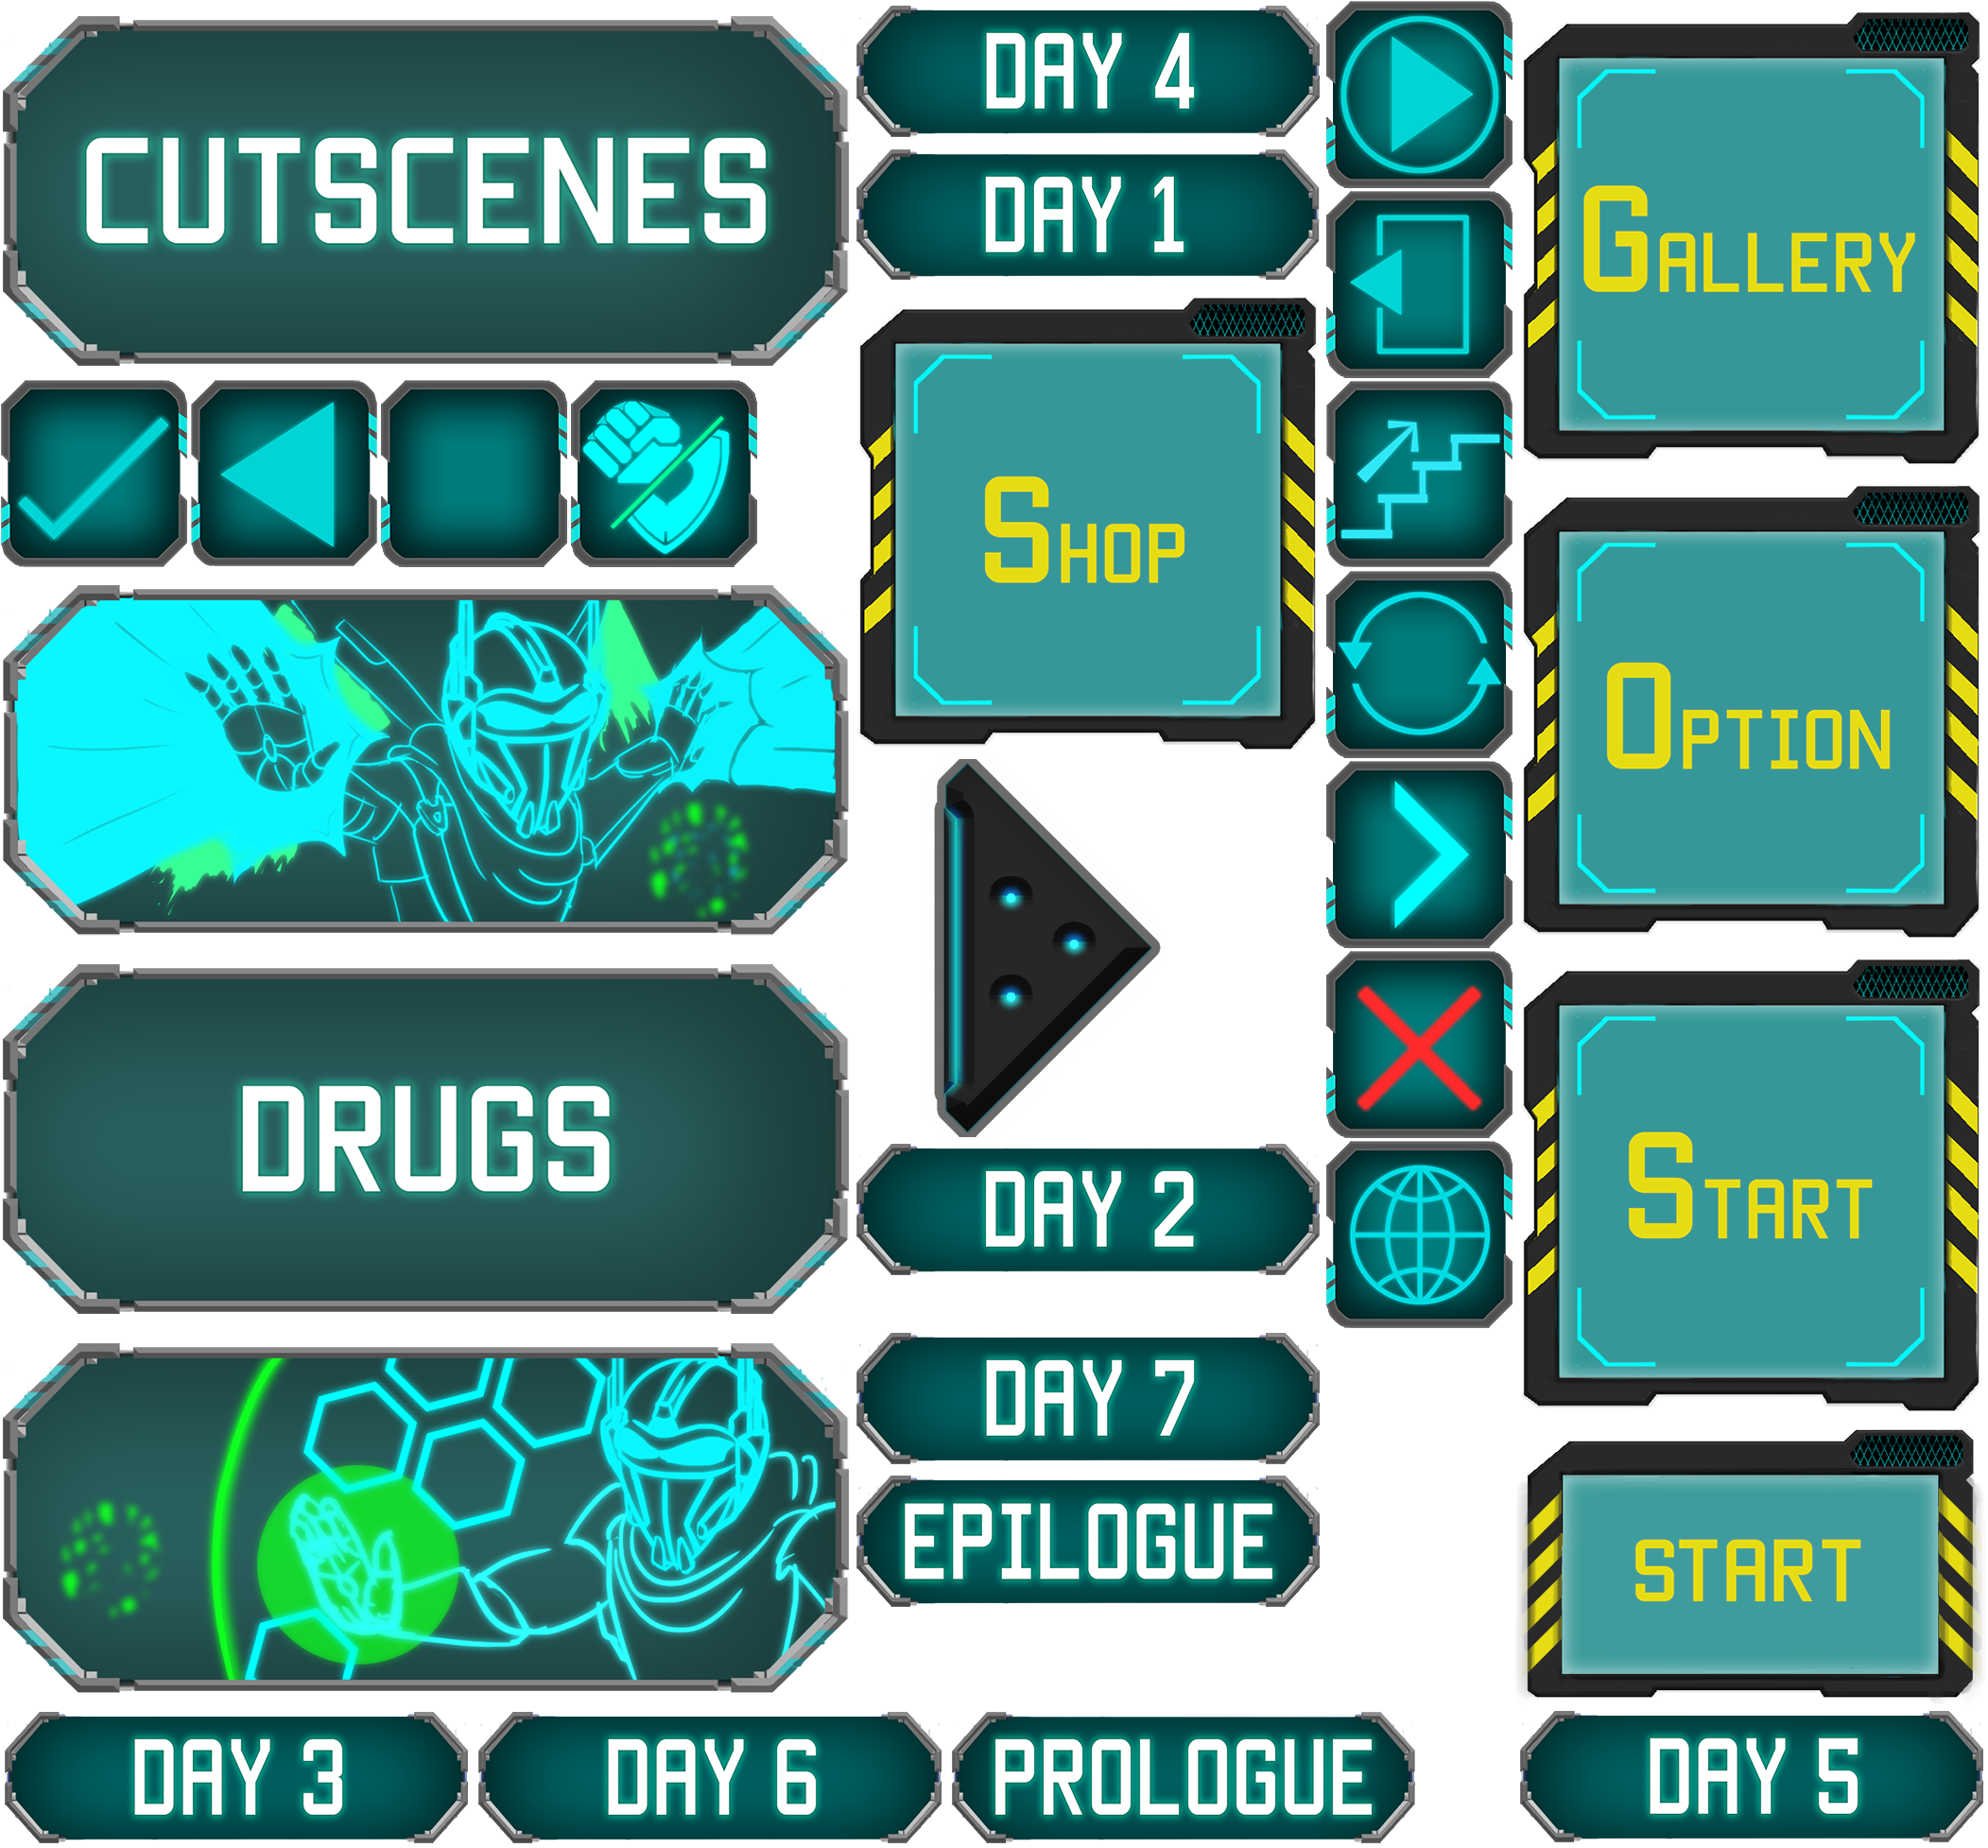 CUTSCENES
DAY 4
DAY 1
GALLERY
SHOP
OPTION
DRUGS
DAY 2
START
DAY 7
EPILOGUE
START
DAY 3
DAY 6
PROLOGUE
DAY 5